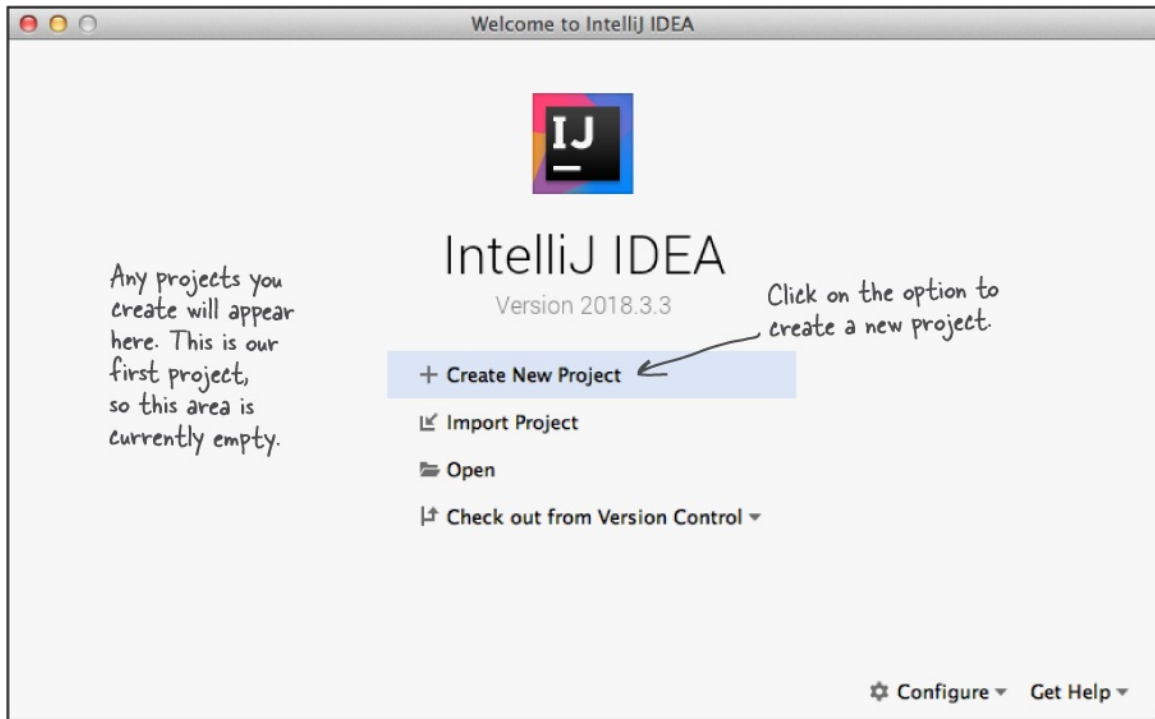 Welcome to IntelliJ IDEA
IJ
IntelliJ IDEA
Version 2018.3.3
Any projects you
create will appear
here. This is our
first project,
so this area is
currently empty.
Click on the option to
create a new project.
Create New Project
Import Project
Open
Check out from Version Control
Configure
Get Help